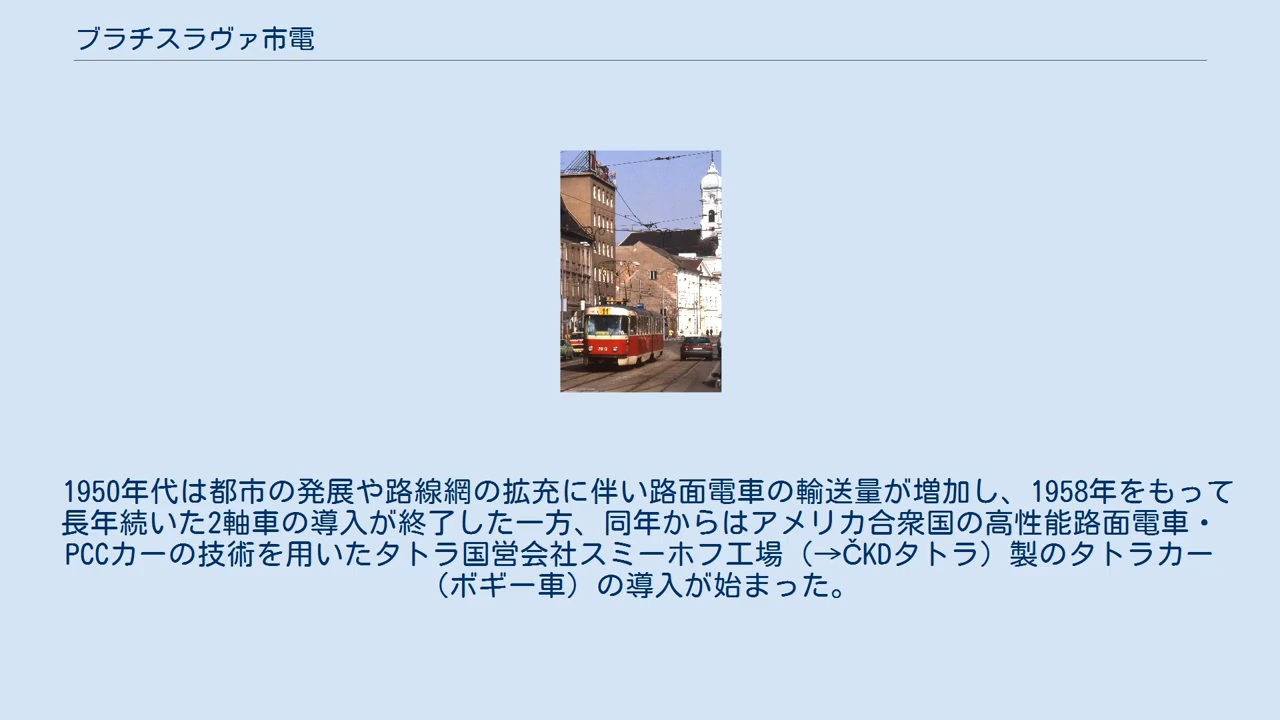 ブラチスラヴァ市電
11
1950年代は都市の発展や路線網の拡充に伴い路面電車の輸送量が増加し、1958年をもって
長年続いた2軸車の導入が終了した一方、同年からはアメリカ合衆国の高性能路面電車・
PCCカーの技術を用いたタトラ国営会社スミーホフ工場（→ČKDタトラ）製のタトラカー
（ボギー車）の導入が始まった。